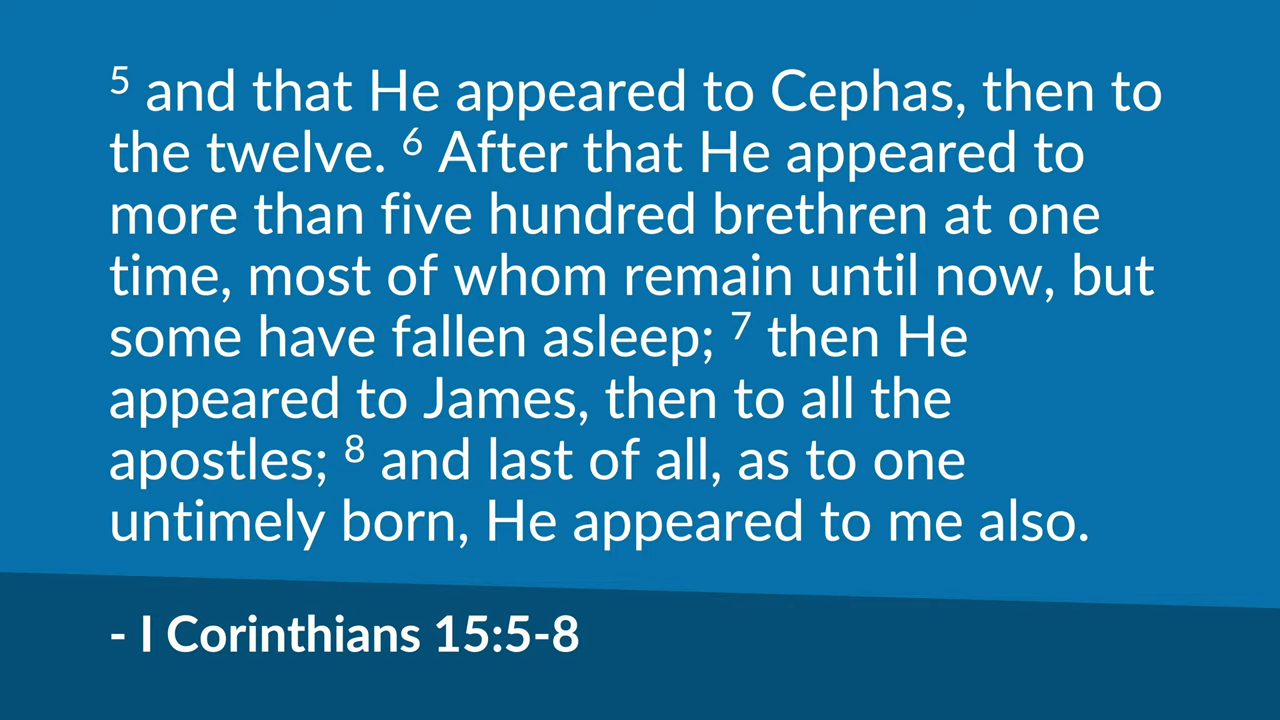 5 and that He appeared to Cephas, then to
the twelve. 6 After that He appeared to
more than five hundred brethren at one
time, most of whom remain until now, but
some have fallen asleep; 7 then He
appeared to James, then to all the
apostles; 8 and last of all, as to one
untimely born, He appeared to me also.
- I Corinthians 15:5-8